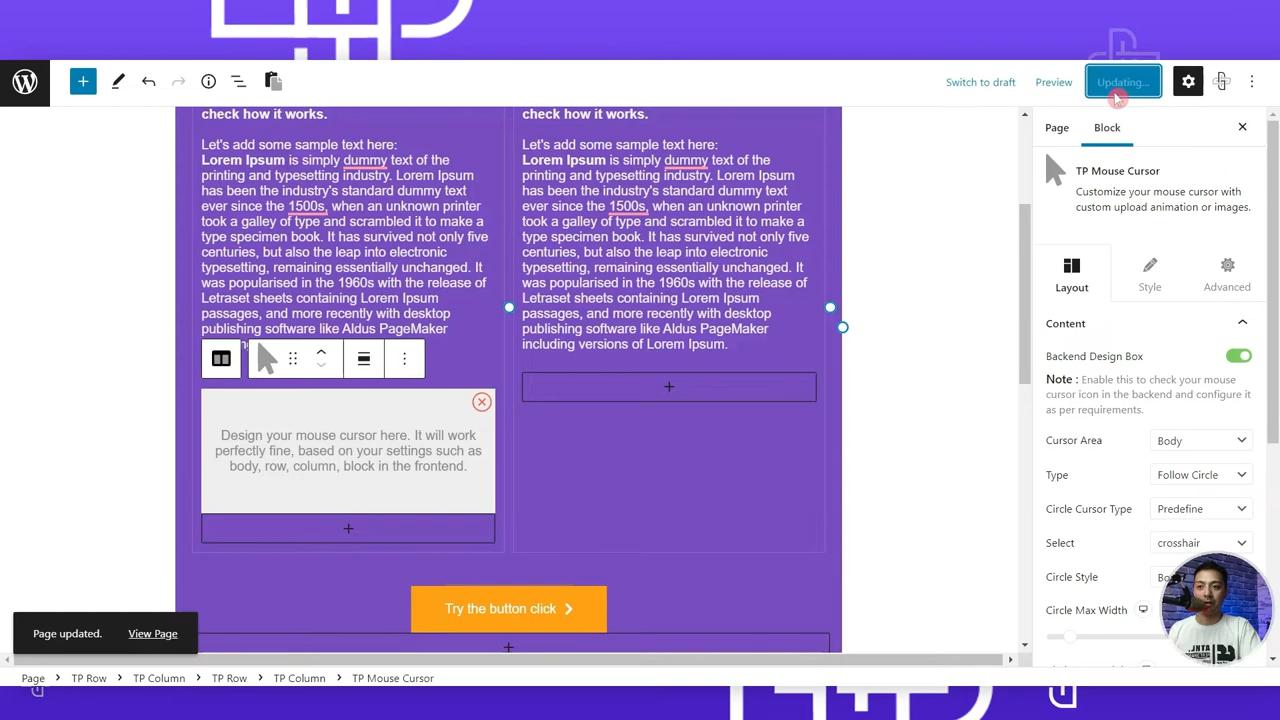 Switch to draft
Preview
Updating...
check how it works.
Let's add some sample text here:
Lorem Ipsum is simply dummy text of the
printing and typesetting industry. Lorem Ipsum
has been the industry's standard dummy text
ever since the 1500s, when an unknown printer
took a galley of type and scrambled it to make a
type specimen book. It has survived not only five
centuries, but also the leap into electronic
typesetting, remaining essentially unchanged. It
was popularised in the 1960s with the release of
Letraset sheets containing Lorem Ipsum
passages, and more recently with desktop
publishing software like Aldus PageMaker
Design your mouse cursor here. It will work
perfectly fine, based on your settings such as
body, row, column, block in the frontend.
check how it works.
Let's add some sample text here:
Lorem Ipsum is simply dummy text of the
printing and typesetting industry. Lorem Ipsum
has been the industry's standard dummy text
ever since the 1500s, when an unknown printer
took a galley of type and scrambled it to make a
type specimen book. It has survived not only five
centuries, but also the leap into electronic
typesetting, remaining essentially unchanged. It
was popularised in the 1960s with the release of
Letraset sheets containing Lorem Ipsum
passages, and more recently with desktop
publishing software like Aldus PageMaker
including versions of Lorem Ipsum.
Try the button click
Page updated.
View Page
Page
Block
TP Mouse Cursor
Customize your mouse cursor with
custom upload animation or images.
Layout
Style
Advanced
Content
Backend Design Box
Note : Enable this to check your mouse
cursor icon in the backend and configure it
as per requirements.
Cursor Area
Body
Type
Follow Circle
Circle Cursor Type
Predefine
Select
crosshair
Circle Style
Circle Max Width
Page
TP Row
TP Column
TP Row
TP Column
TP Mouse Cursor